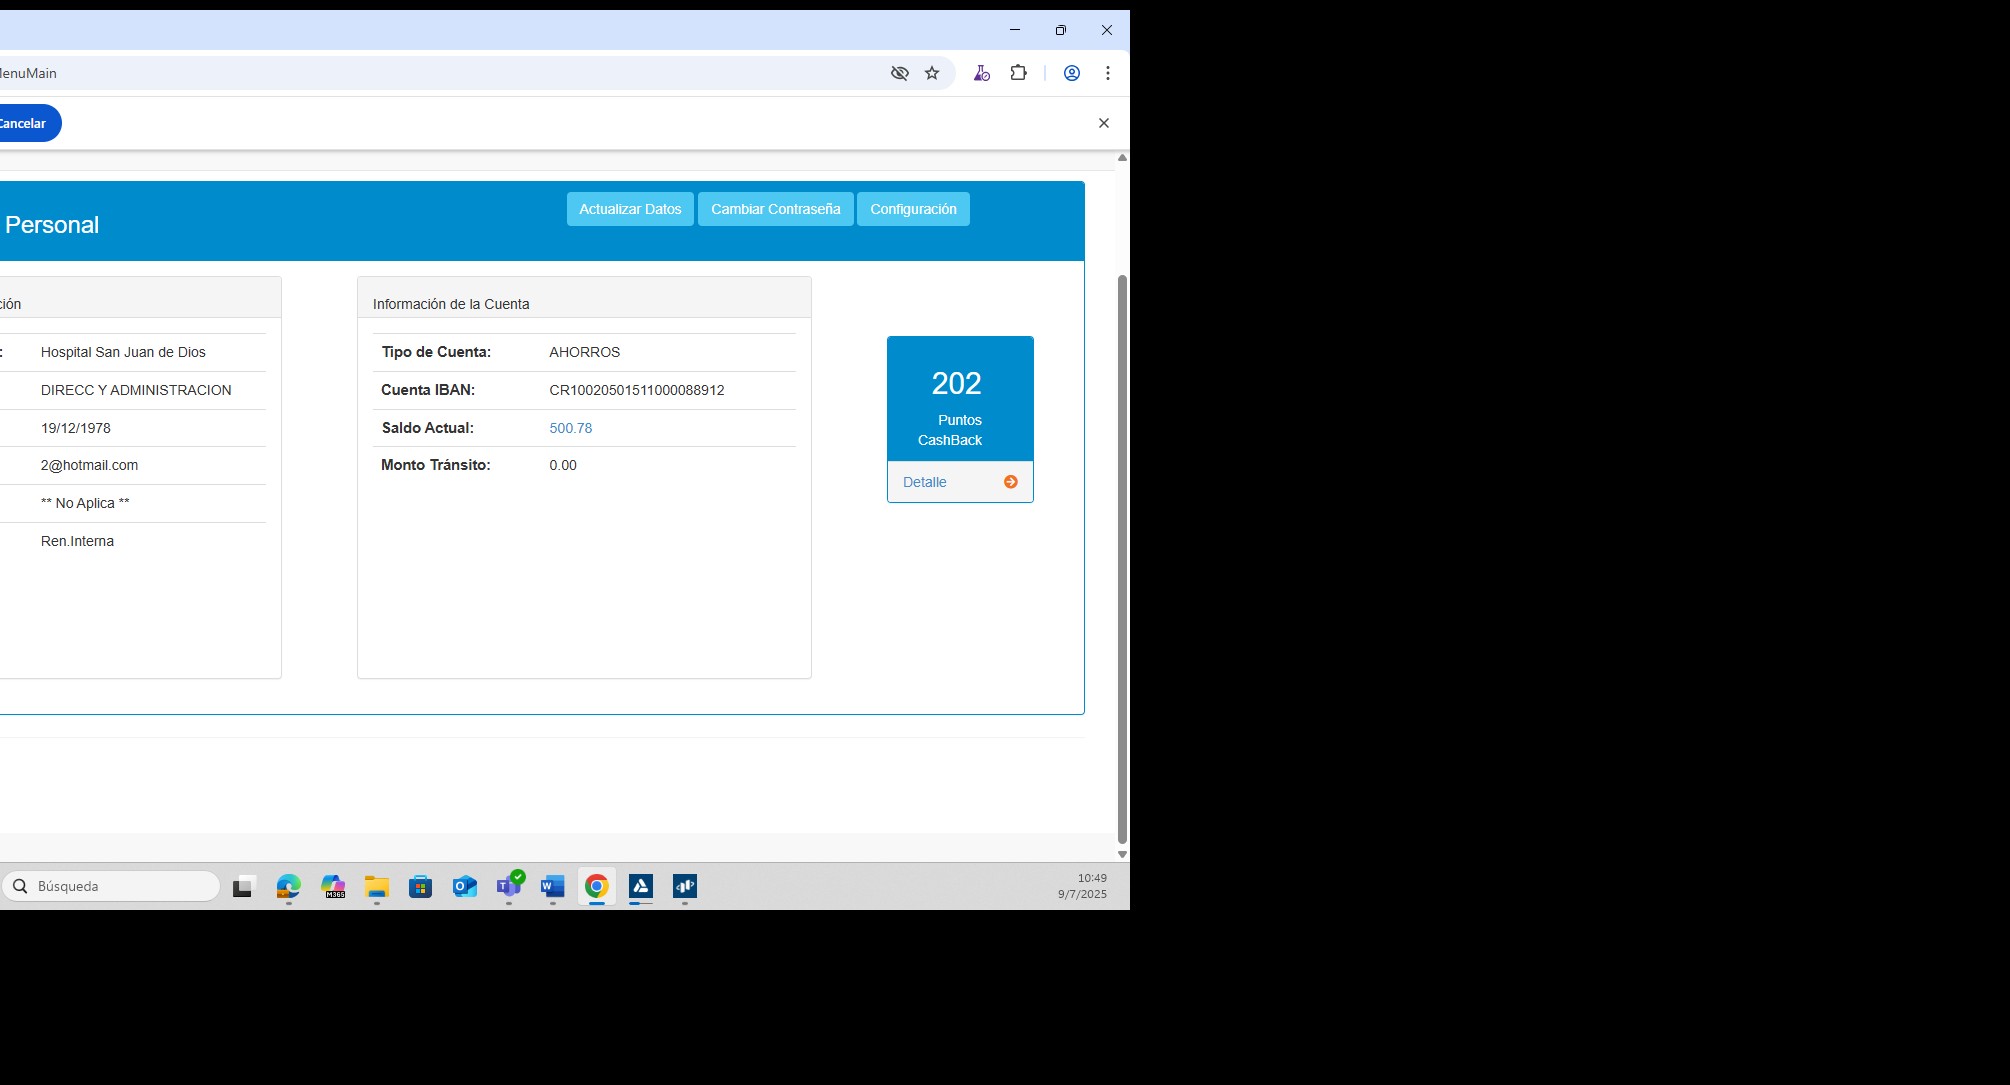 Cancelar
Personal
Actualizar Datos
Cambiar Contraseña
Configuración
Información de la Cuenta
Hospital San Juan de Dios
DIRECC Y ADMINISTRACION
19/12/1978
2@hotmail.com
** No Aplica **
Ren.Interna
Tipo de Cuenta: AHORROS
Cuenta IBAN: CR10020501511000088912
Saldo Actual: 500.78
Monto Tránsito: 0.00
202
Puntos
CashBack
Detalle
Búsqueda
M365
10:49
9/7/2025